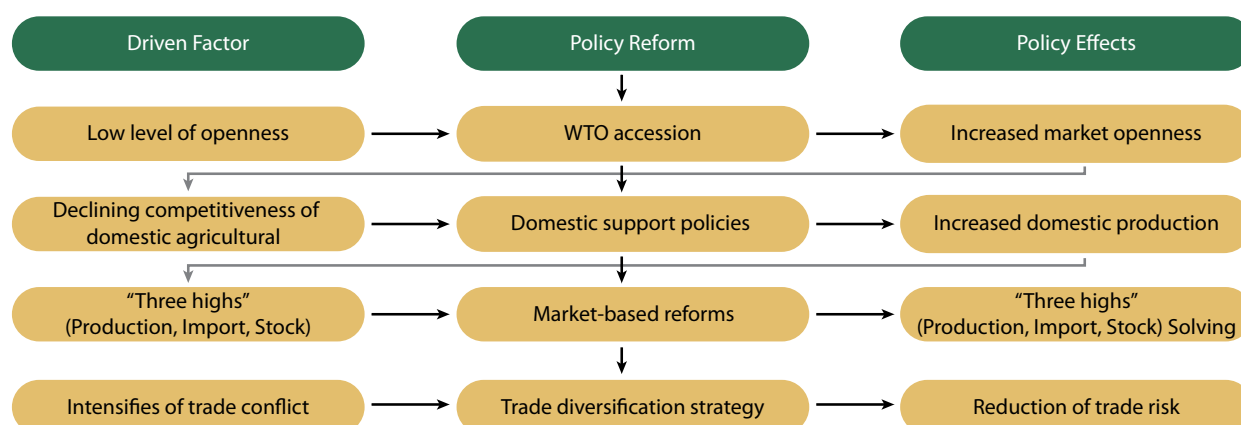 Driven Factor
Policy Reform
Policy Effects
Low level of openness
WTO accession
Increased market openness
Declining competitiveness of
domestic agricultural
Domestic support policies
Increased domestic production
“Three highs”
(Production, Import, Stock)
Market-based reforms
“Three highs”
(Production, Import, Stock) Solving
Intensifies of trade conflict
Trade diversification strategy
Reduction of trade risk